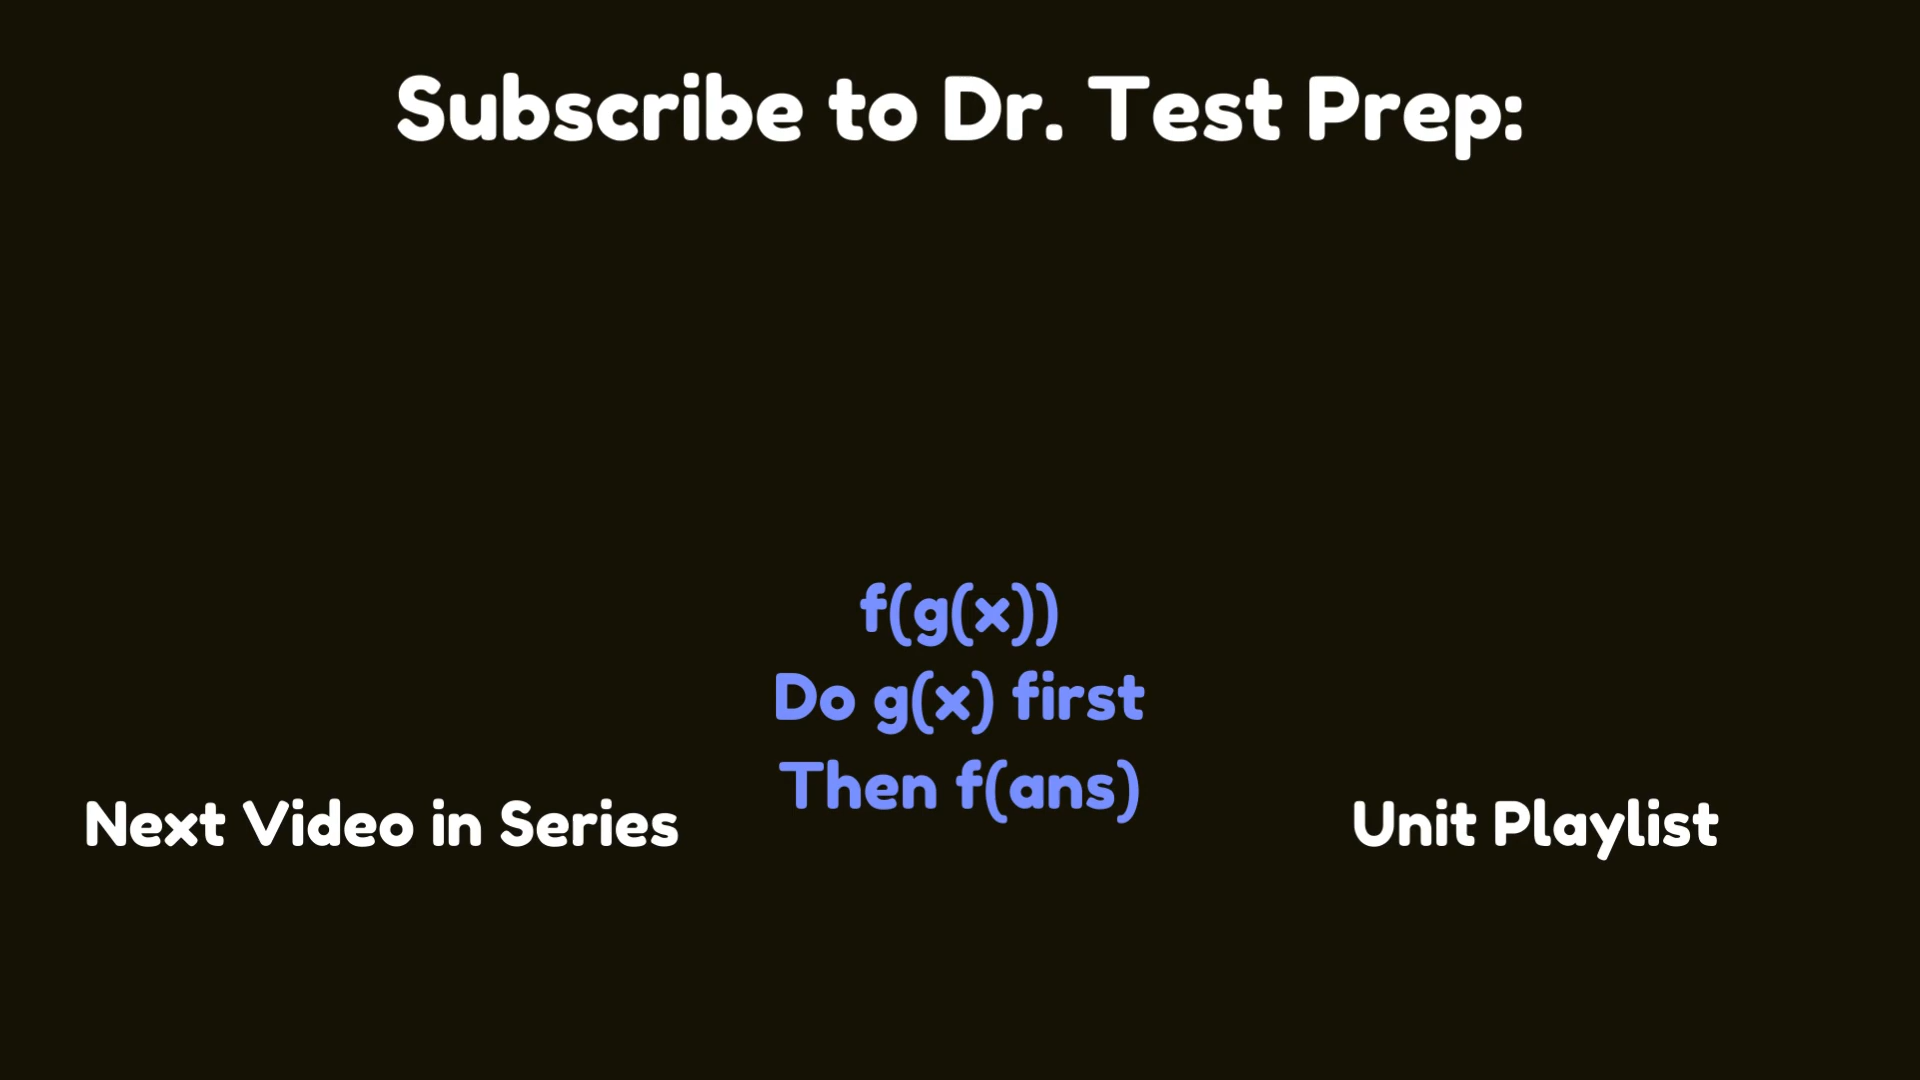 Subscribe to Dr. Test Prep:
f(g(x))
Do g(x) first
Then f(ans)
Next Video in Series
Unit Playlist